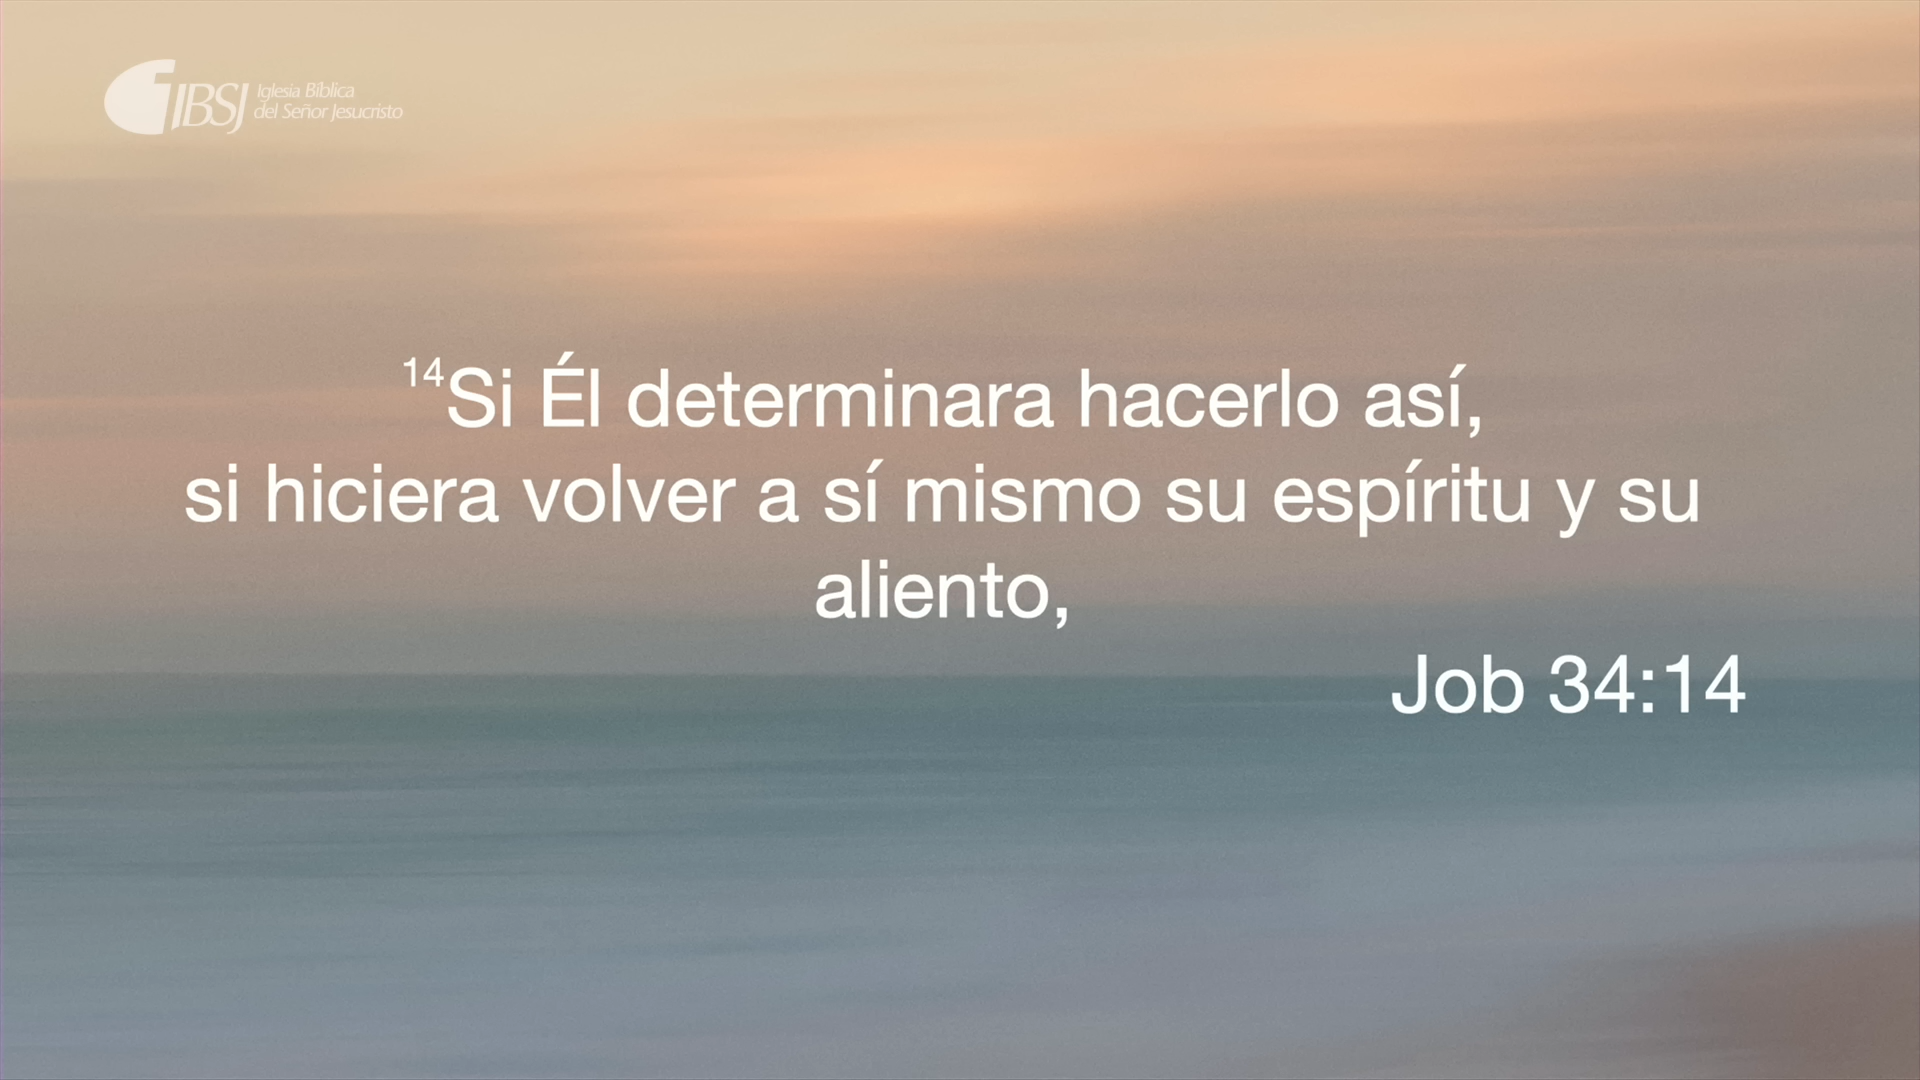 IBSJ Iglesia Bíblica
del Señor Jesucristo
14Si Él determinara hacerlo así,
si hiciera volver a sí mismo su espíritu y su
aliento,
Job 34:14